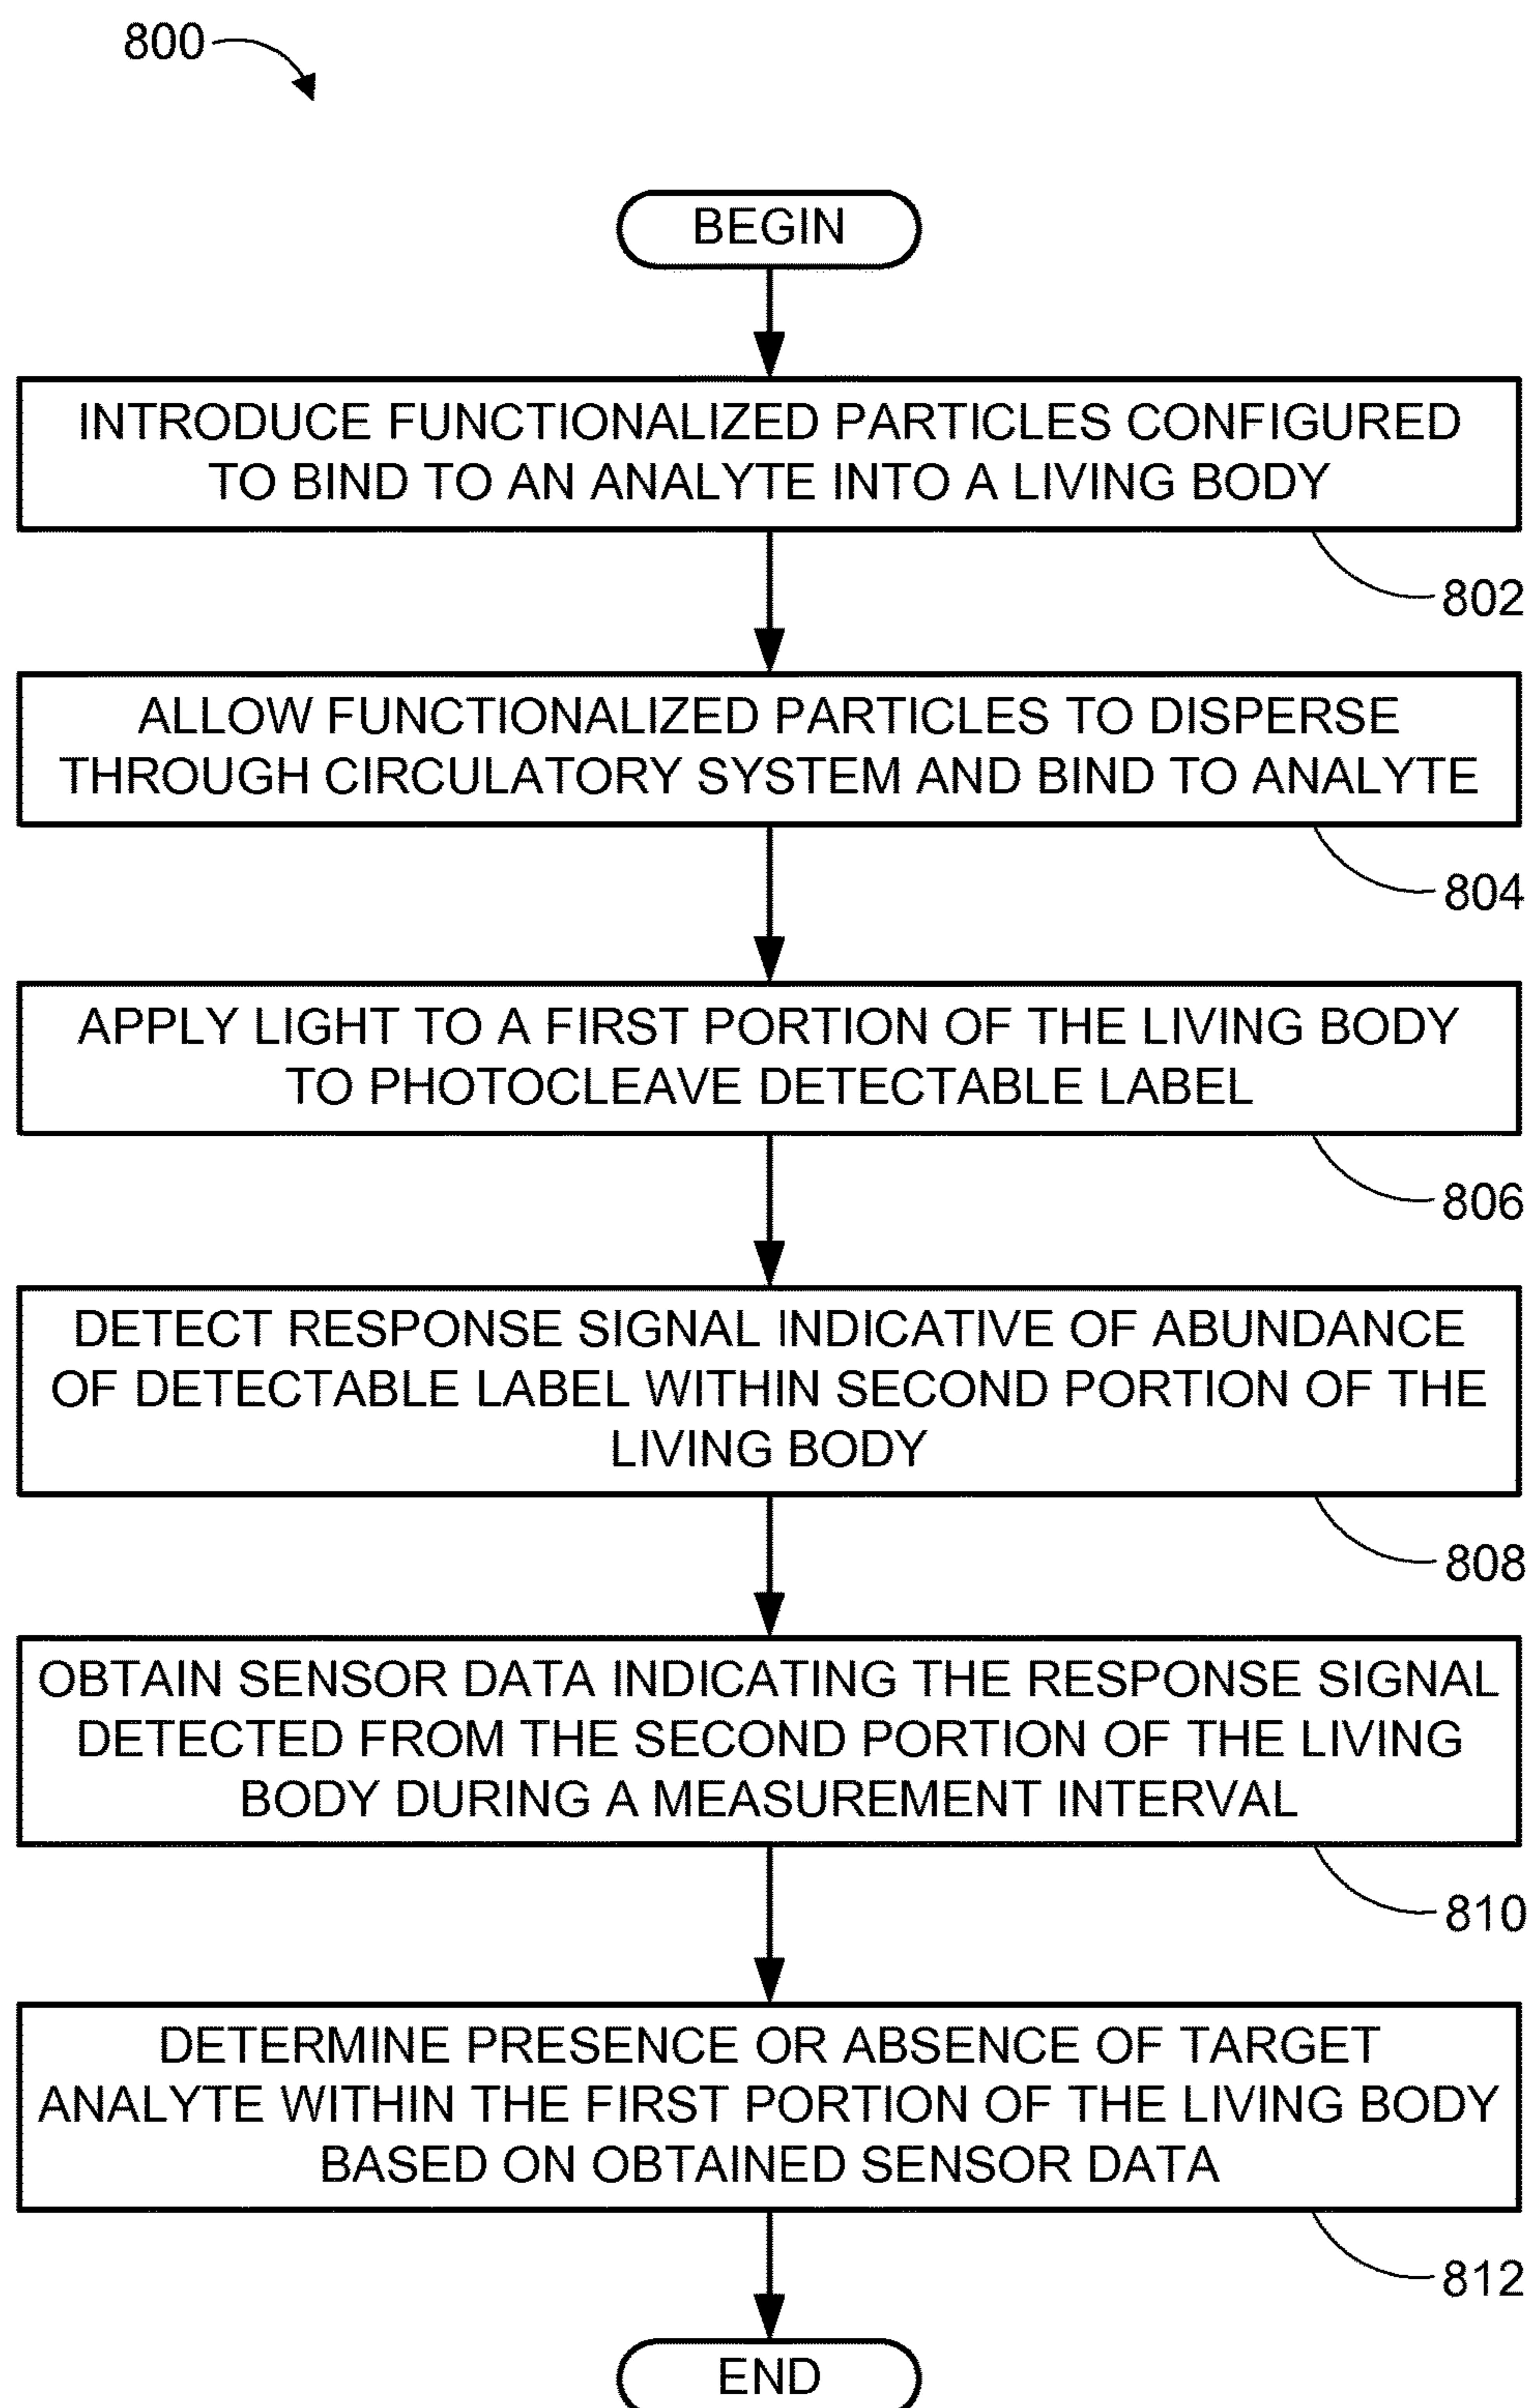 800
BEGIN
INTRODUCE FUNCTIONALIZED PARTICLES CONFIGURED
TO BIND TO AN ANALYTE INTO A LIVING BODY
802
ALLOW FUNCTIONALIZED PARTICLES TO DISPERSE
THROUGH CIRCULATORY SYSTEM AND BIND TO ANALYTE
804
APPLY LIGHT TO A FIRST PORTION OF THE LIVING BODY
TO PHOTOCLEAVE DETECTABLE LABEL
806
DETECT RESPONSE SIGNAL INDICATIVE OF ABUNDANCE
OF DETECTABLE LABEL WITHIN SECOND PORTION OF THE
LIVING BODY
808
OBTAIN SENSOR DATA INDICATING THE RESPONSE SIGNAL
DETECTED FROM THE SECOND PORTION OF THE LIVING
BODY DURING A MEASUREMENT INTERVAL
810
DETERMINE PRESENCE OR ABSENCE OF TARGET
ANALYTE WITHIN THE FIRST PORTION OF THE LIVING BODY
BASED ON OBTAINED SENSOR DATA
812
END